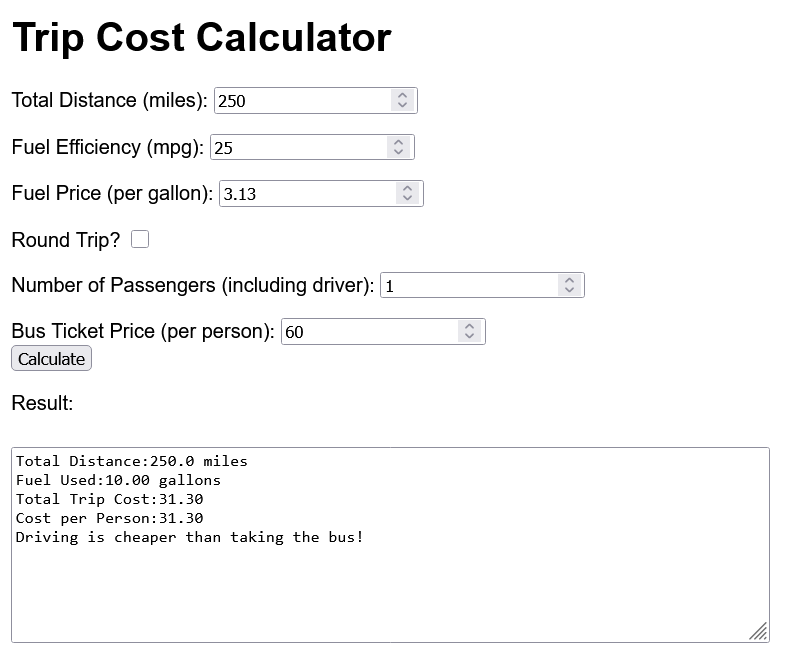 Trip Cost Calculator
Total Distance (miles): 250
Fuel Efficiency (mpg): 25
Fuel Price (per gallon): 3.13
Round Trip?
Number of Passengers (including driver): 1
Bus Ticket Price (per person): 60
Calculate
Result:
Total Distance:250.0 miles
Fuel Used:10.00 gallons
Total Trip Cost:31.30
Cost per Person:31.30
Driving is cheaper than taking the bus!